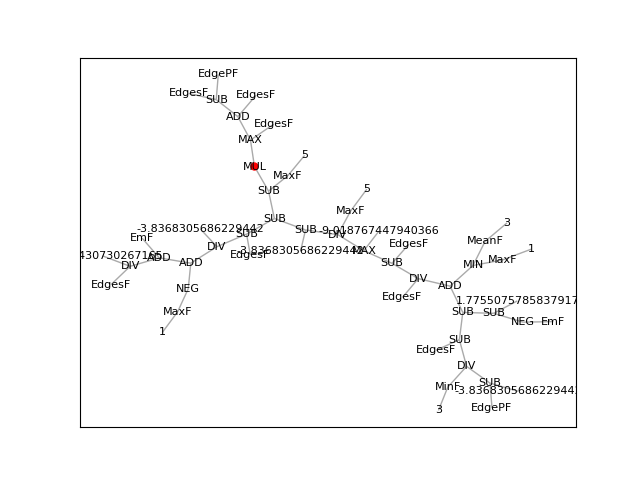 EdgePF
EdgesF
SUB
EdgesF
ADD
EdgesF
MAX
5
MUL
MaxF
SUB
5
MaxF
SUB
3
-3.8368305686229442
SUB
SUB
-9.018767447940366
DIV
EmF
MeanF
DIV
EdgesF
1
-3.8368305686229442
MAX
EdgesF
ADD
MaxF
430730267165
DIV
ADD
SUB
MIN
DIV
EdgesF
NEG
ADD
EdgesF
1.775507578583791​7
MaxF
SUB
SUB
NEG
EmF
1
SUB
EdgesF
DIV
SUB
MinF
-3.836830568622944
3
EdgePF